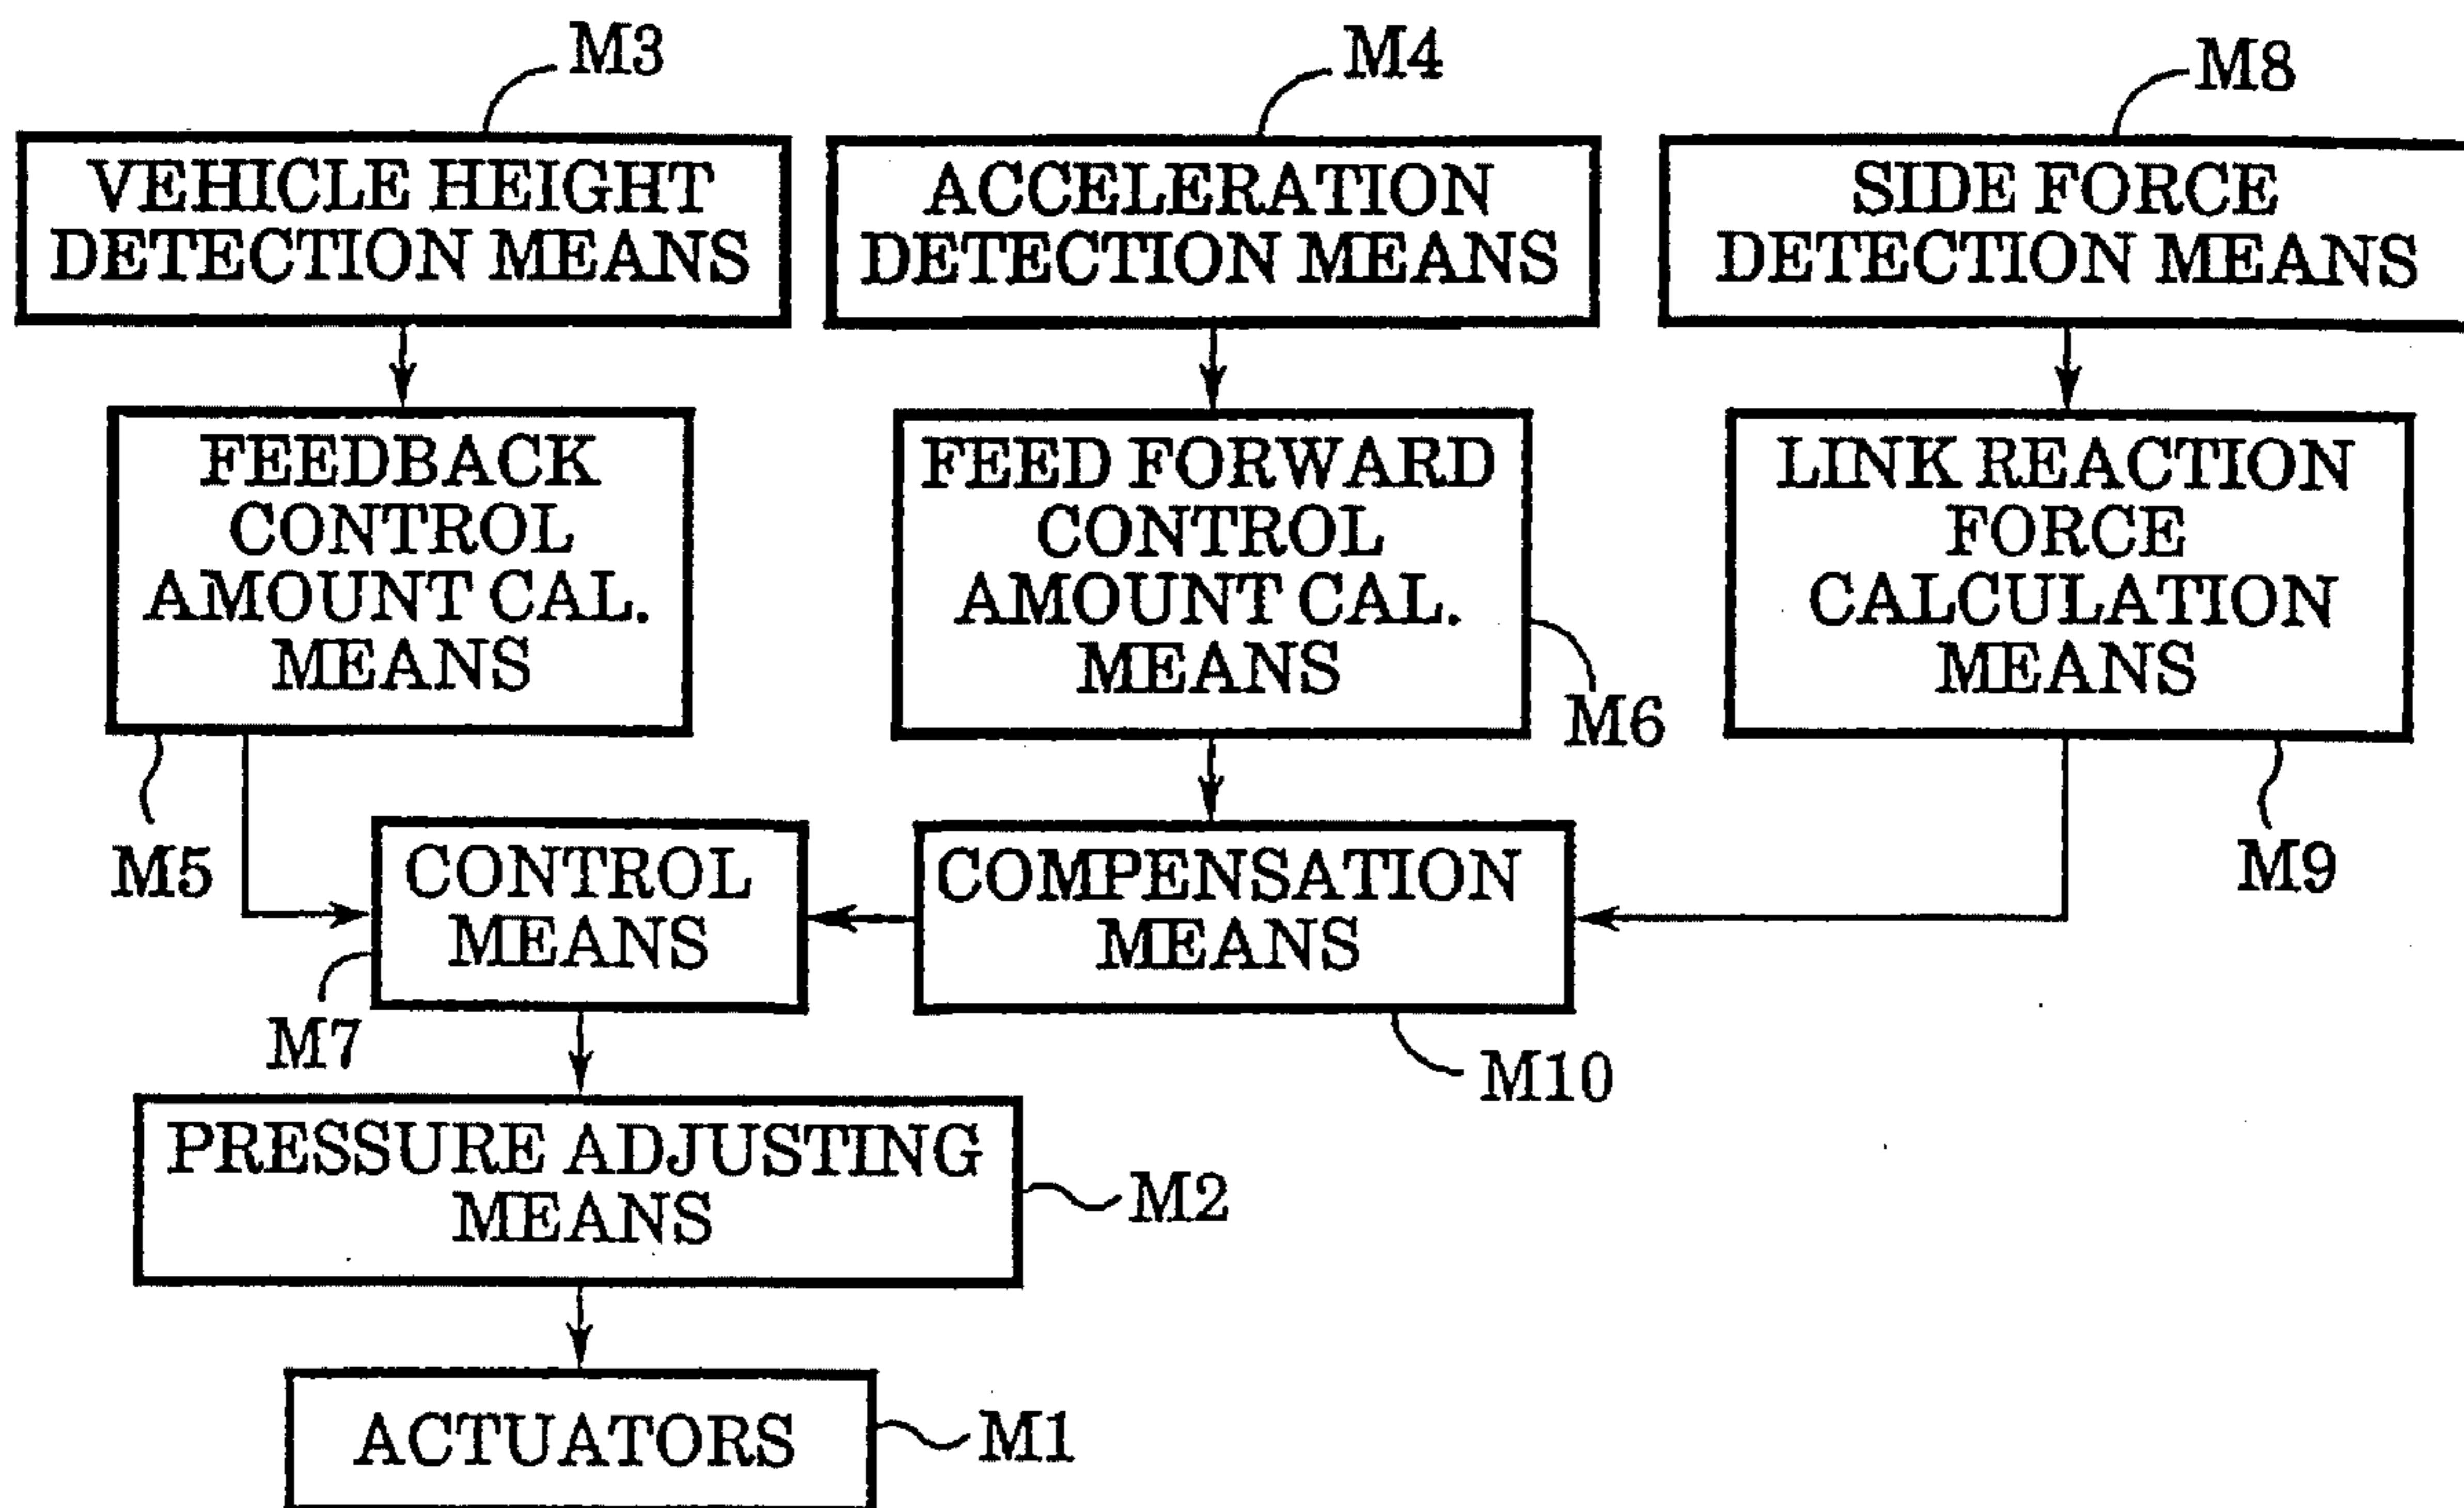 M3
M4
M8
VEHICLE HEIGHT
DETECTION MEANS
ACCELERATION
DETECTION MEANS
SIDE FORCE
DETECTION MEANS
FEEDBACK
CONTROL
AMOUNT CAL.
MEANS
FEED FORWARD
CONTROL
AMOUNT CAL.
MEANS
LINK REACTION
FORCE
CALCULATION
MEANS
M6
M5
CONTROL
MEANS
COMPENSATION
MEANS
M9
M7
M10
PRESSURE ADJUSTING
MEANS
M2
ACTUATORS
M1